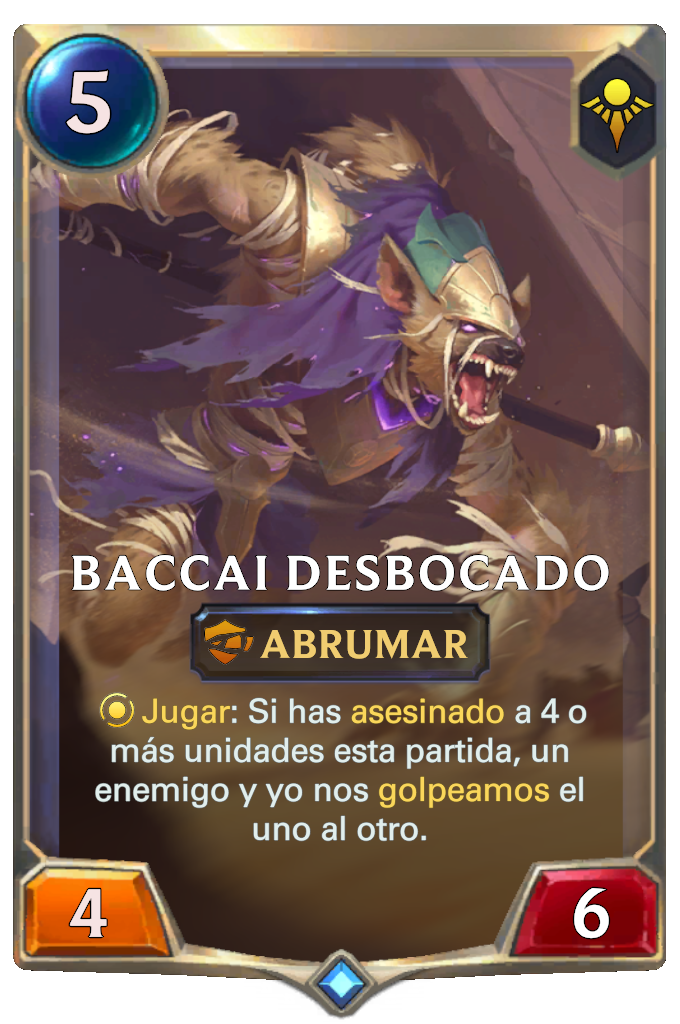 5
BACCAI DESBOCADO
ABRUMAR
Jugar: Si has asesinado a 4 o
más unidades esta partida, un
enemigo y yo nos golpeamos el
uno al otro.
4
6